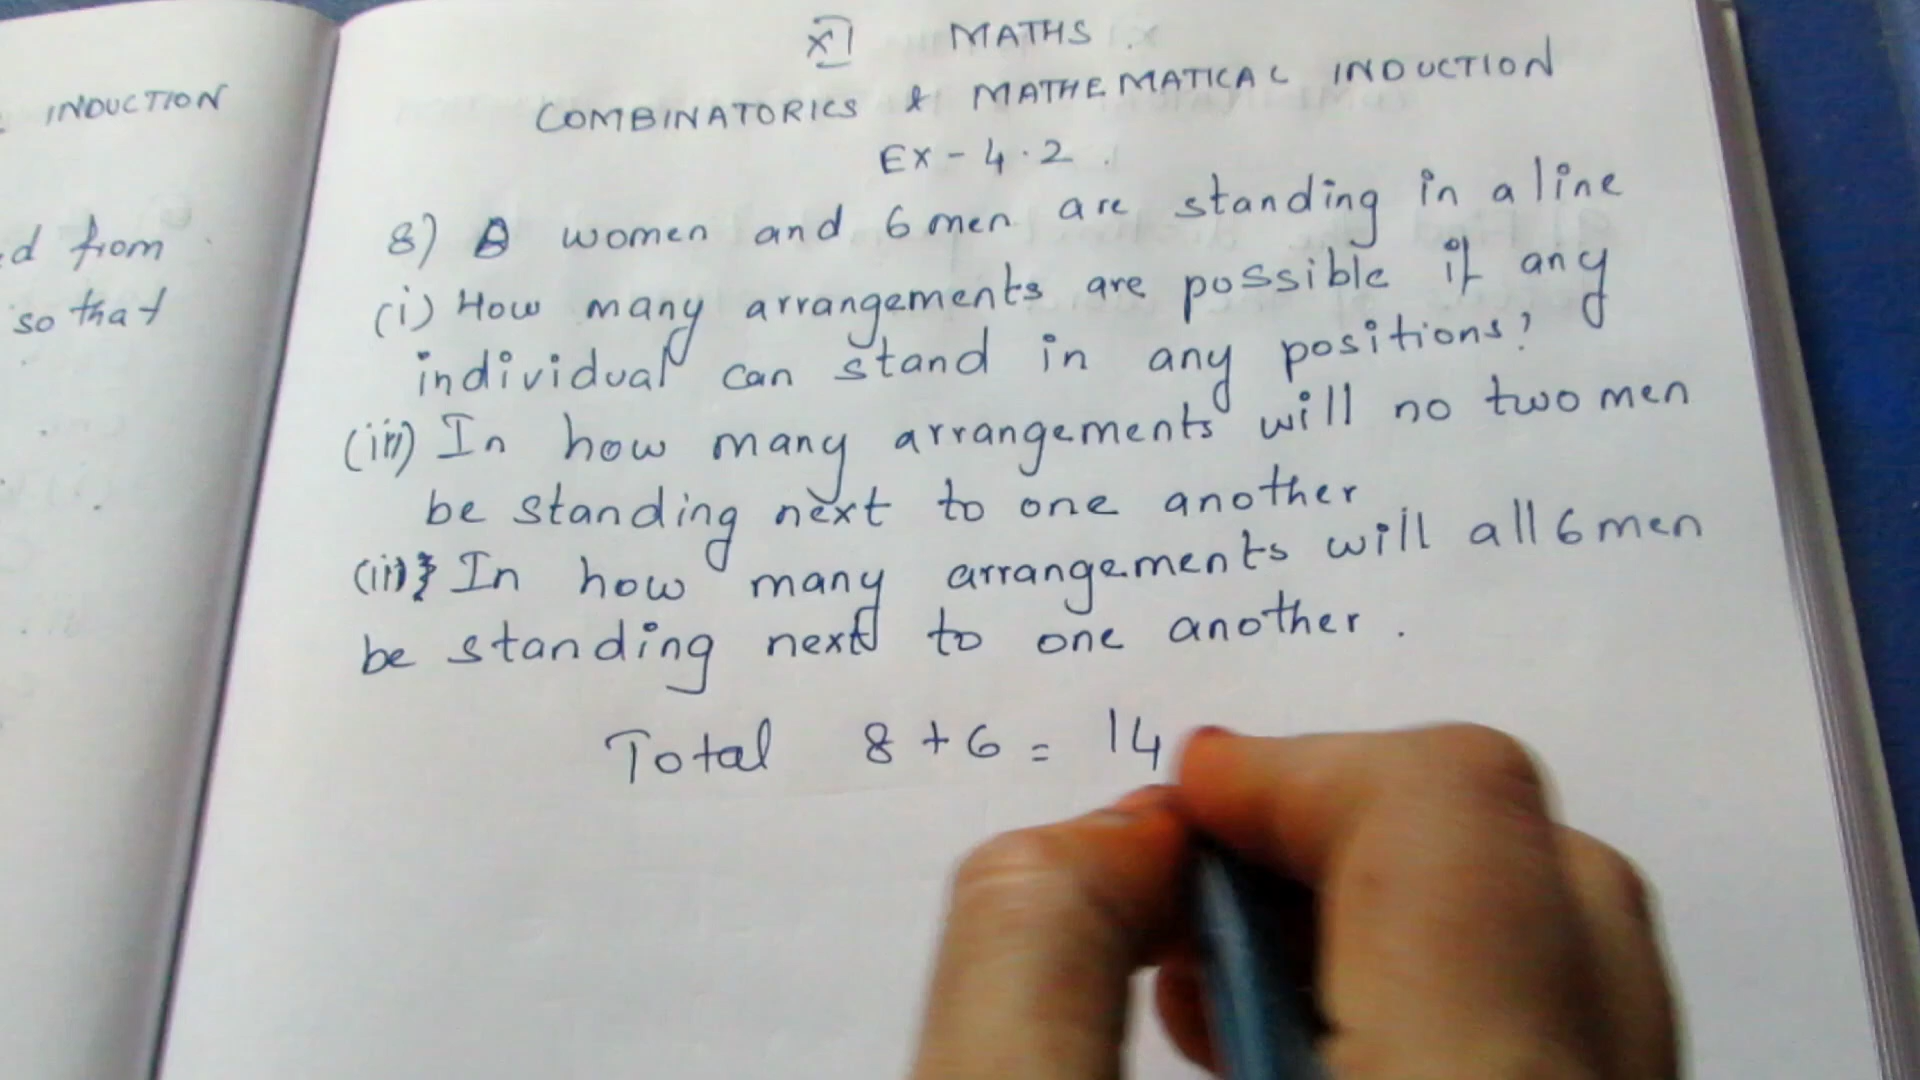 INDUCTION
d from
so that
XI MATHS
COMBINATORICS & MATHEMATICAL INDUCTION
Ex - 4.2
8) 8 women and 6 men are standing in a line
(i) How many arrangements are possible if any
individual can stand in any positions?
(iii) In how many arrangements will no two men
be standing next to one another
(ii) In how many arrangements will all 6 men
be standing next to one another.
Total 8 + 6 = 14